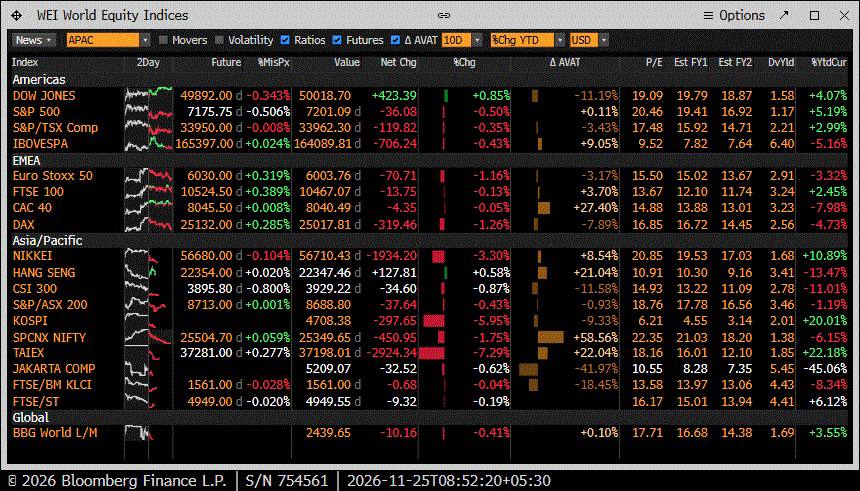 WEI World Equity Indices Options
News APAC Movers Volatility Ratios Futures Δ AVAT 10D %Chg YTD USD
Index 2Day Future %MisPx Value Net Chg %Chg Δ AVAT P/E Est FY1 Est FY2 DvYld %YtdCur
Americas
DOW JONES 49892.00 d -0.343% 50018.70 +423.39 +0.85% -11.19% 19.09 19.79 18.87 1.58 +4.07%
S&P 500 7175.75 d -0.506% 7201.09 d -36.08 -0.50% +0.11% 20.46 19.41 16.92 1.17 +5.19%
S&P/TSX Comp 33950.00 d -0.008% 33962.30 d -119.82 -0.35% -3.43% 17.48 15.92 14.71 2.21 +2.99%
IBOVESPA 165397.00 d +0.024% 164089.81 d -706.24 -0.43% +9.05% 9.52 7.82 7.64 6.40 -5.16%
EMEA
Euro Stoxx 50 6030.00 d +0.319% 6003.76 d -70.71 -1.16% -3.17% 15.50 15.02 13.67 2.91 -3.32%
FTSE 100 10524.50 d +0.389% 10467.07 d -13.75 -0.13% +3.70% 13.67 12.10 11.74 3.24 +2.45%
CAC 40 8045.50 d +0.008% 8040.49 d -4.35 -0.05% +27.40% 14.88 13.88 13.01 3.23 -7.98%
DAX 25132.00 d +0.285% 25017.81 d -319.46 -1.26% -7.89% 16.85 16.72 14.45 2.56 -4.73%
Asia/Pacific
NIKKEI 56680.00 d -0.104% 56710.43 d -1934.20 -3.30% +8.54% 20.85 19.53 17.03 1.68 +10.89%
HANG SENG 22354.00 d +0.020% 22347.46 d +127.81 +0.58% +21.04% 10.91 10.30 9.16 3.41 -13.47%
CSI 300 3895.80 d -0.800% 3929.22 d -34.60 -0.87% -11.58% 14.93 13.22 11.09 2.78 -11.01%
S&P/ASX 200 8713.00 d +0.001% 8688.80 d -37.64 -0.43% -0.93% 18.76 17.78 16.56 3.46 -1.19%
KOSPI 4708.38 d -297.65 -5.95% -9.33% 6.21 4.55 3.14 2.01 +20.01%
SPCNX NIFTY 25504.70 d +0.059% 25349.65 d -450.95 -1.75% +58.56% 22.35 21.03 18.20 1.38 -6.15%
TAIEX 37281.00 d +0.277% 37198.01 d -2924.34 -7.29% +22.04% 18.16 16.01 12.10 1.85 +22.18%
JAKARTA COMP 5209.07 d -32.52 -0.62% -41.97% 10.55 8.28 7.35 5.45 -45.06%
FTSE/BM KLCI 1561.00 d -0.028% 1561.00 d -0.68 -0.04% -18.45% 13.58 13.97 13.06 4.43 -8.34%
FTSE/ST 4949.00 d -0.020% 4949.55 d -9.32 -0.19% 16.17 15.01 13.94 4.41 +6.12%
Global
BBG World L/M 2439.65 -10.16 -0.41% +0.10% 17.71 16.68 14.38 1.69 +3.55%
© 2026 Bloomberg Finance L.P. | S/N 754561 | 2026-11-25T08:52:20+05:30